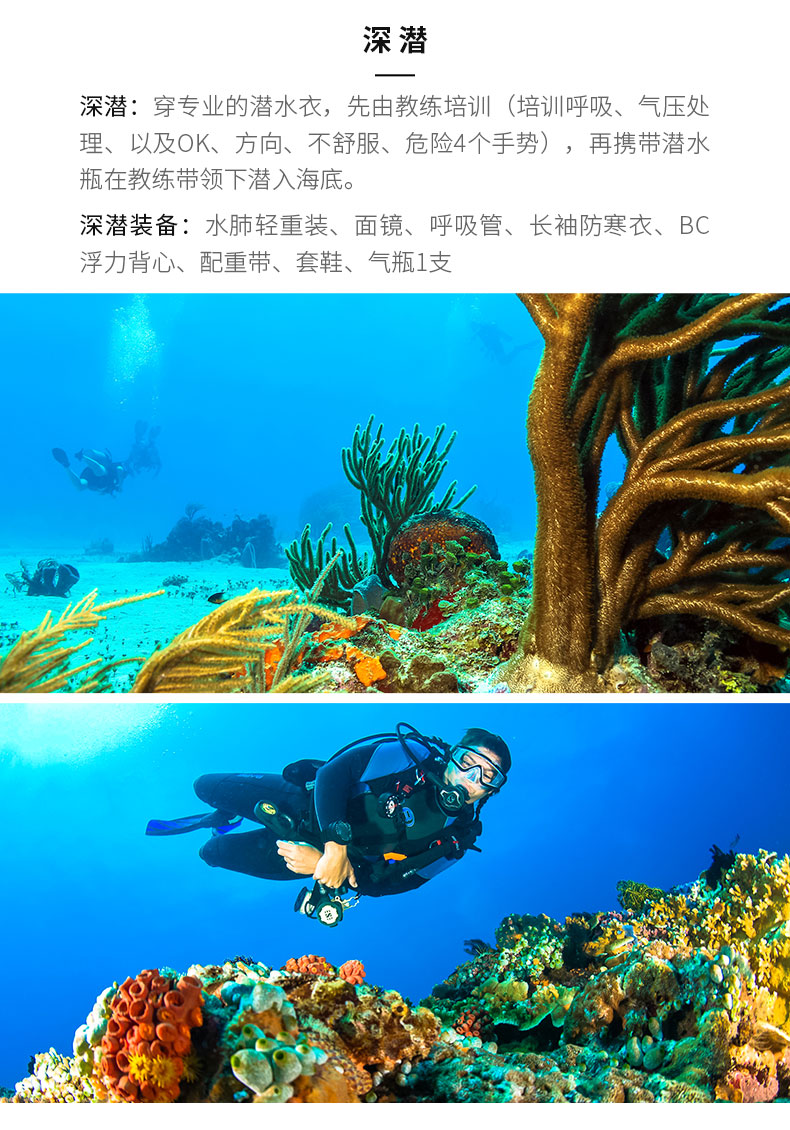 深潜
深潜：穿专业的潜水衣，先由教练培训（培训呼吸、气压处
理、以及OK、方向、不舒服、危险4个手势），再携带潜水
瓶在教练带领下潜入海底。
深潜装备：水肺轻重装、面镜、呼吸管、长袖防寒衣、BC
浮力背心、配重带、套鞋、气瓶1支